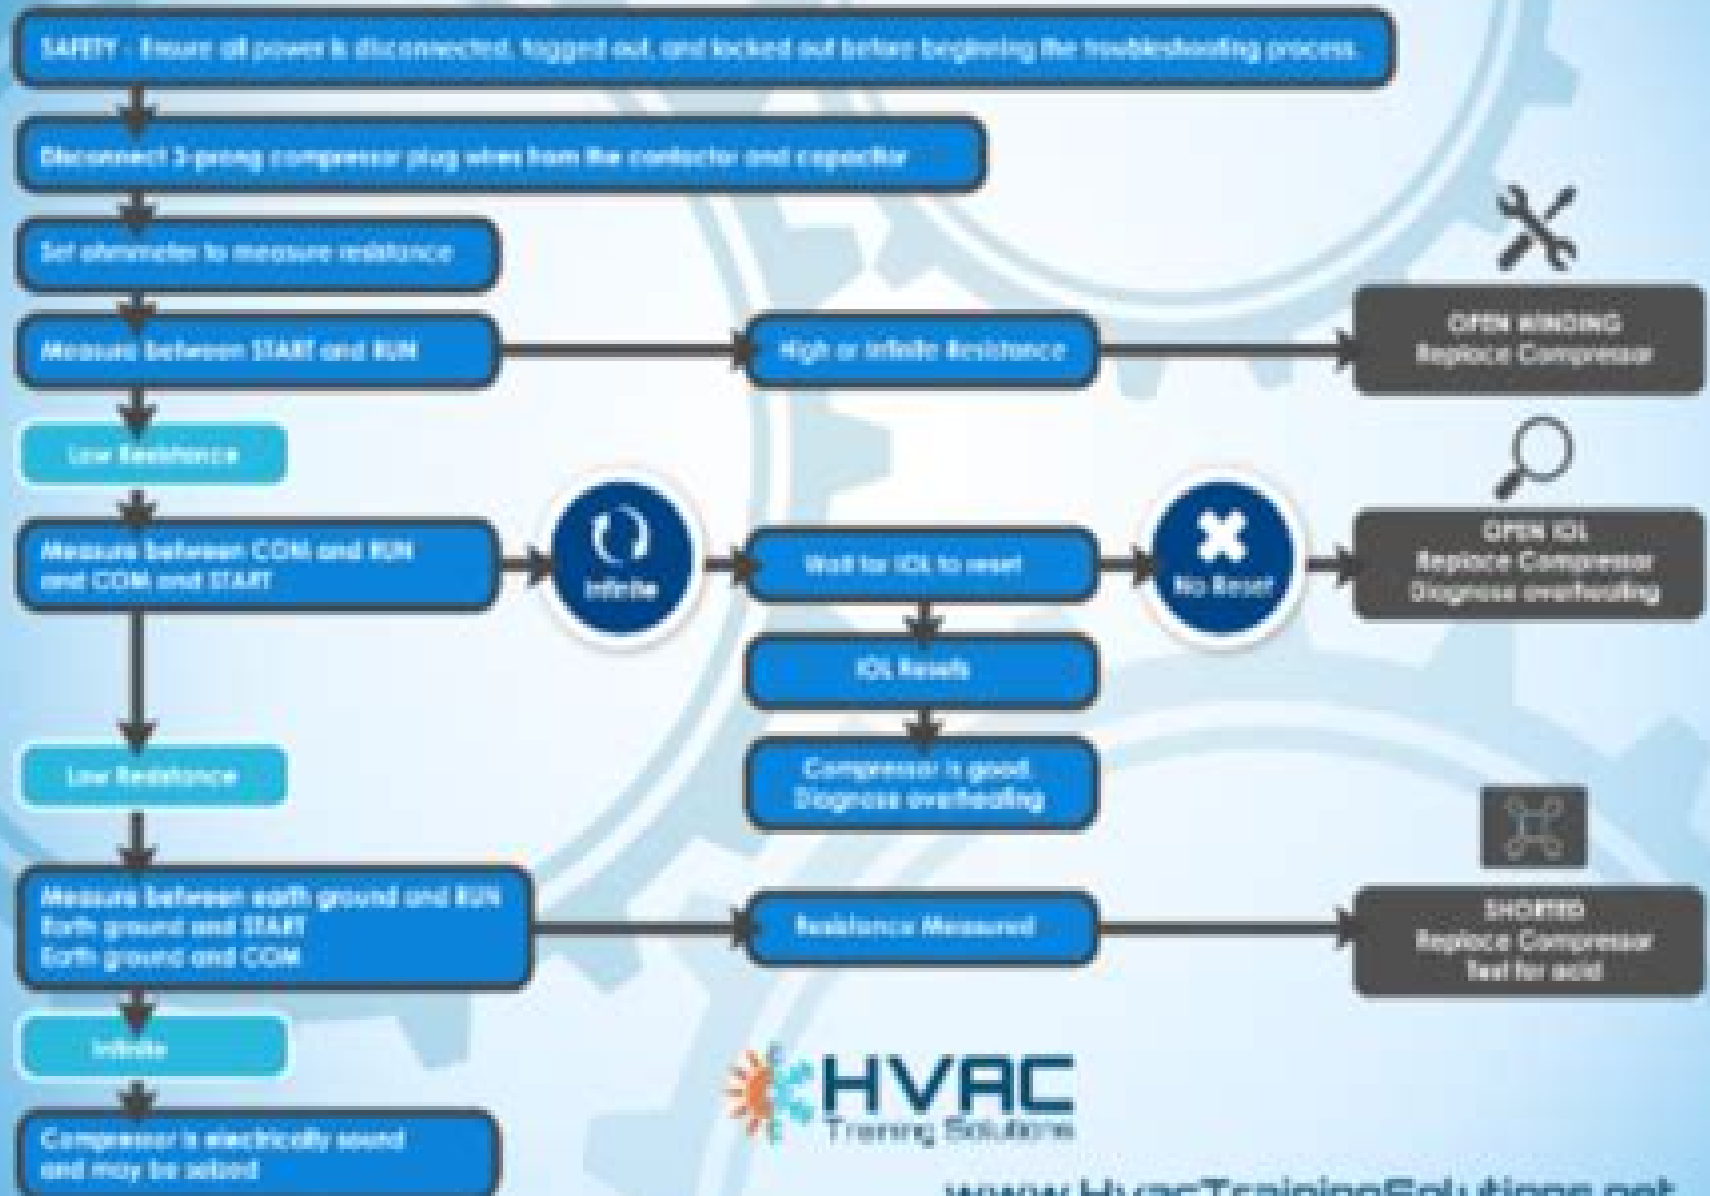 SAFETY - Ensure all power is disconnected, tagged out, and locked out before beginning the troubleshooting process.
Disconnect 3-prong compressor plug wires from the contactor and capacitor
Set ohmmeter to measure resistance
Measure between START and RUN
High or Infinite Resistance
OPEN WINDING
Replace Compressor
Low Resistance
Measure between COM and RUN
and COM and START
Infinite
Wait for IOL to reset
No Reset
OPEN IOL
Replace Compressor
Diagnose overheating
IOL Resets
Compressor is good.
Diagnose overheating
Low Resistance
Measure between earth ground and RUN
Earth ground and START
Earth ground and COM
Resistance Measured
SHORTED
Replace Compressor
Test for acid
Infinite
Compressor is electrically sound
and may be seized
HVAC
Training Solutions
www.HvacTrainingSolutions.net